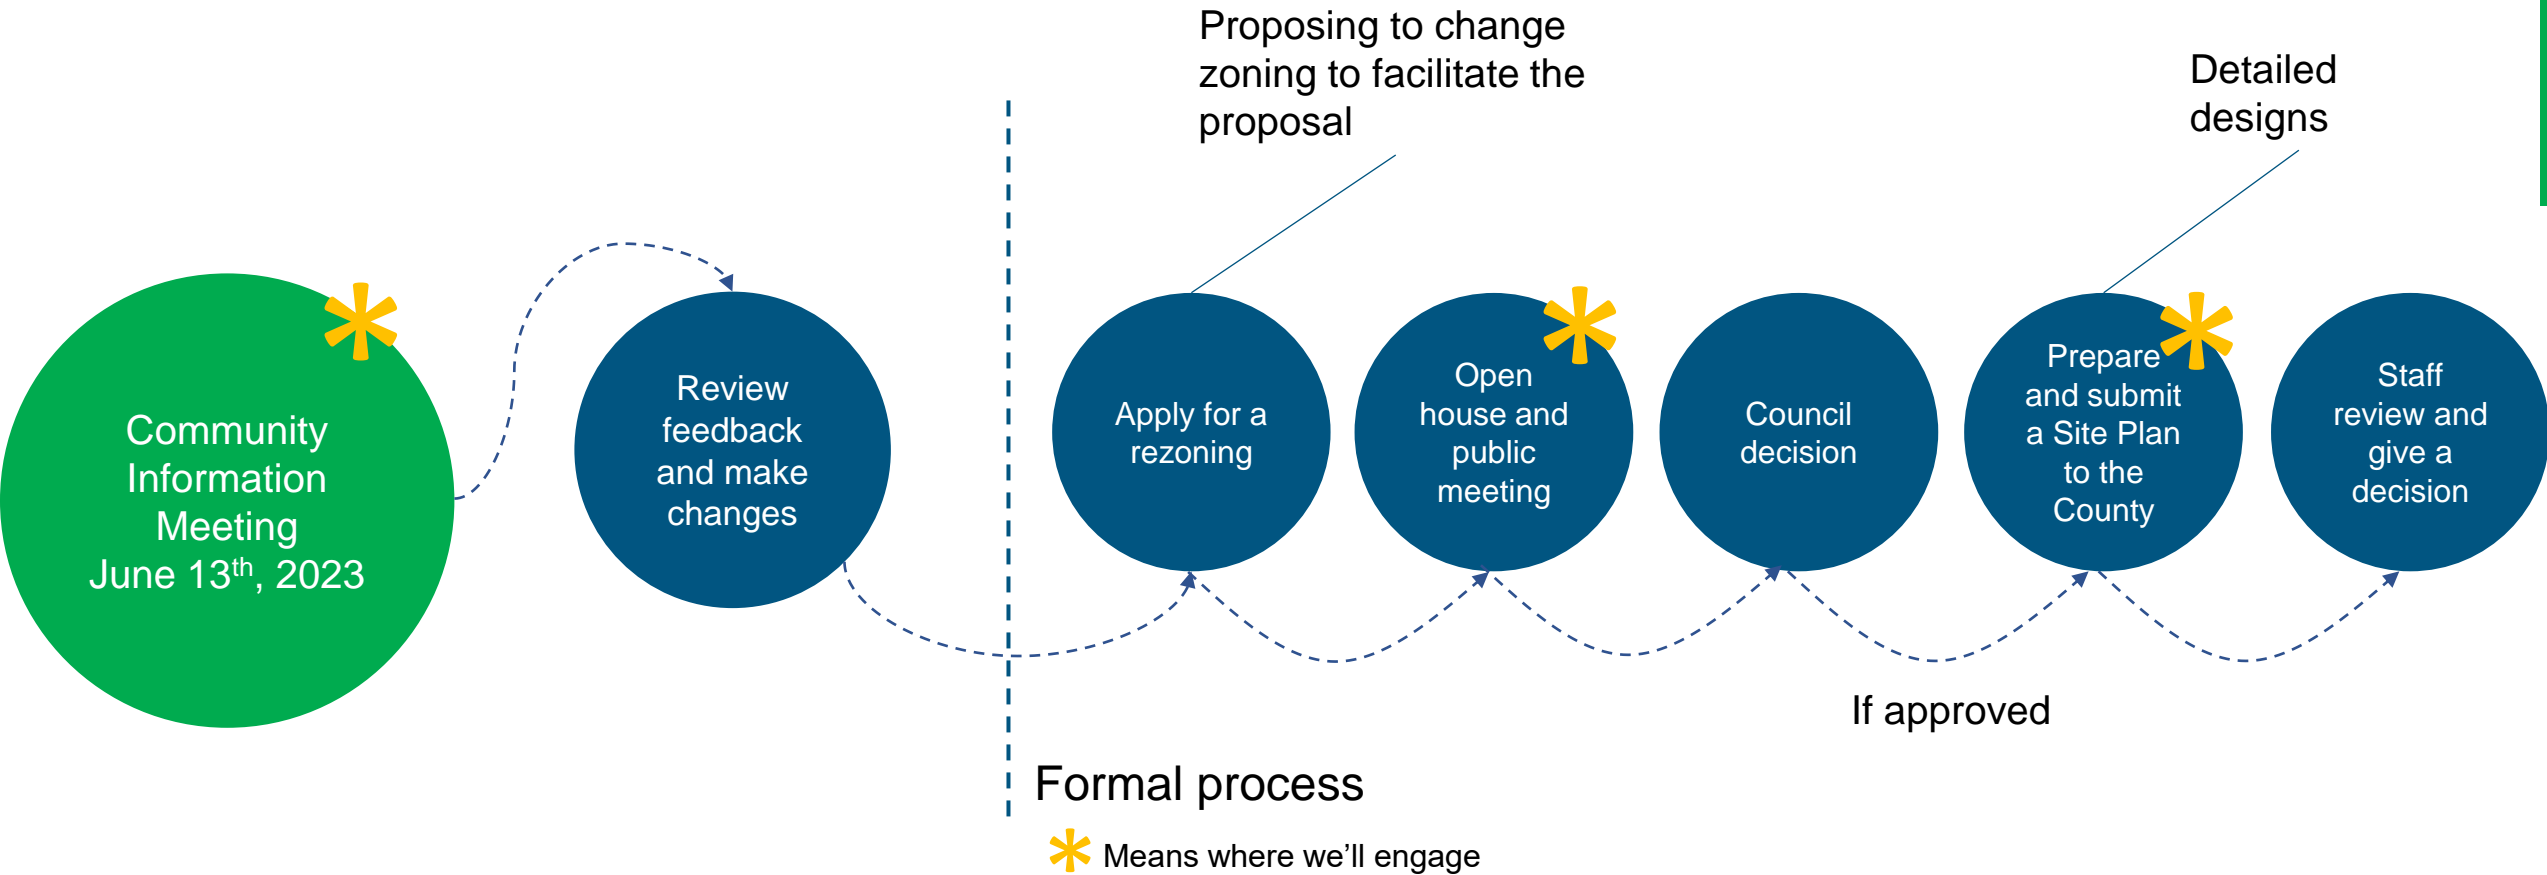 Proposing to change
zoning to facilitate the
proposal
Detailed
designs
Community
Information
Meeting
June 13th, 2023
Review
feedback
and make
changes
Apply for a
rezoning
Open
house and
public
meeting
Council
decision
Prepare
and submit
a Site Plan
to the
County
Staff
review and
give a
decision
If approved
Formal process
* Means where we’ll engage